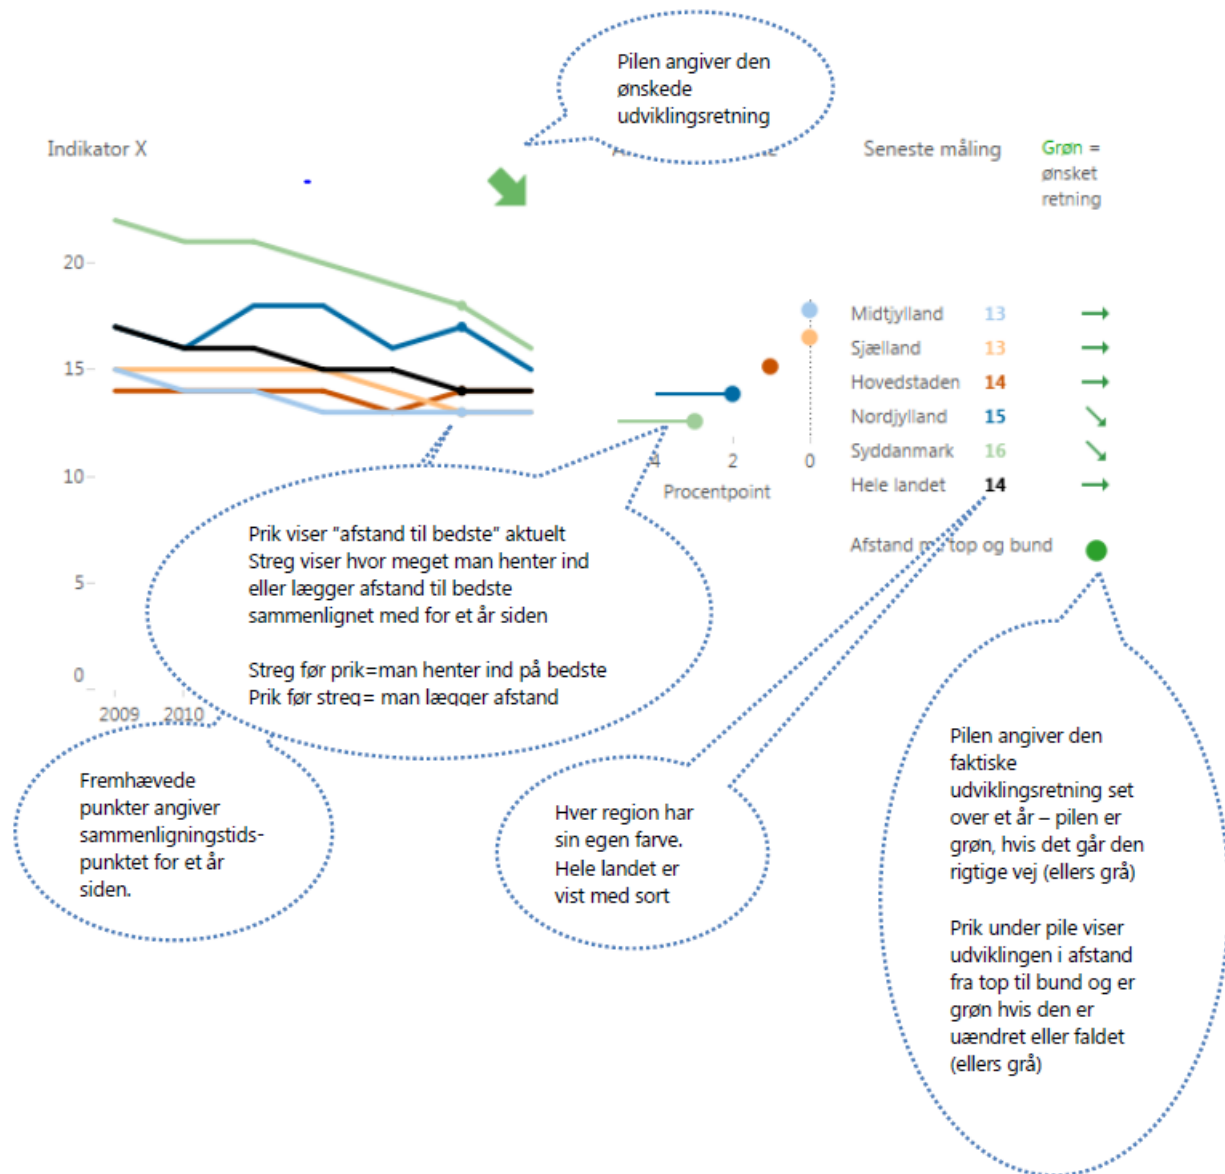 Pilen angiver den
ønskede
udviklingsretning
Indikator X
Seneste måling
Grøn =
ønsket
retning
20
15
10
5
0
2009
2010
4
2
0
Procentpoint
Midtjylland 13
Sjælland 13
Hovedstaden 14
Nordjylland 15
Syddanmark 16
Hele landet 14
Afstand top og bund
Prik viser "afstand til bedste" aktuelt
Streg viser hvor meget man henter ind
eller lægger afstand til bedste
sammenlignet med for et år siden
Streg før prik=man henter ind på bedste
Prik før streg= man lægger afstand
Fremhævede
punkter angiver
sammenligningstids-
punktet for et år
siden.
Hver region har
sin egen farve.
Hele landet er
vist med sort
Pilen angiver den
faktiske
udviklingsretning set
over et år – pilen er
grøn, hvis det går den
rigtige vej (ellers grå)
Prik under pile viser
udviklingen i afstand
fra top til bund og er
grøn hvis den er
uændret eller faldet
(ellers grå)